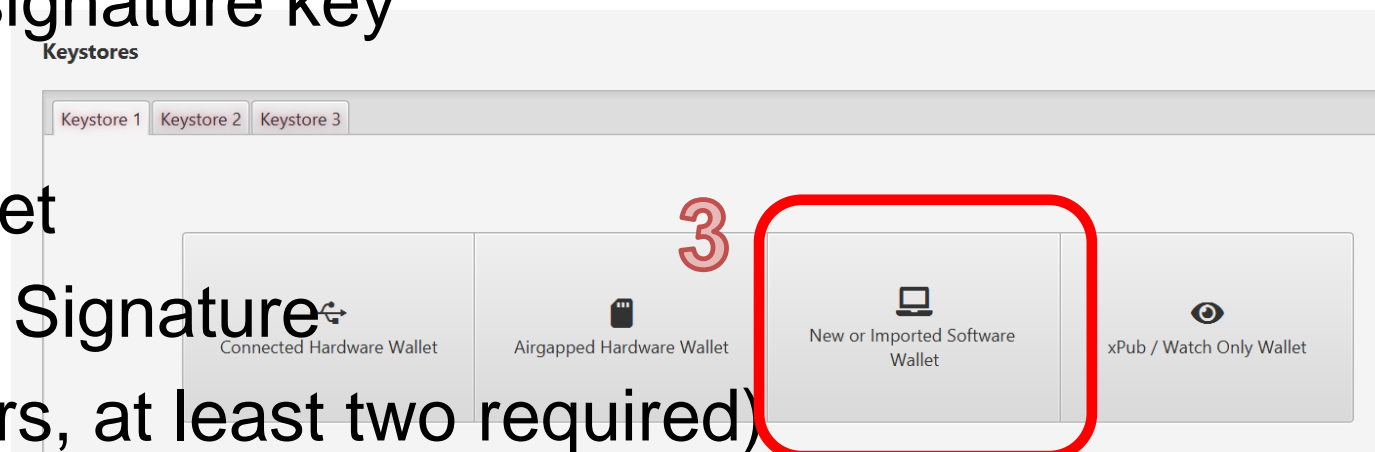 signature key
Keystores
Keystore 1 Keystore 2 Keystore 3
et
3
Signature
Connected Hardware Wallet
Airgapped Hardware Wallet
New or Imported Software
Wallet
xPub / Watch Only Wallet
rs, at least two required)